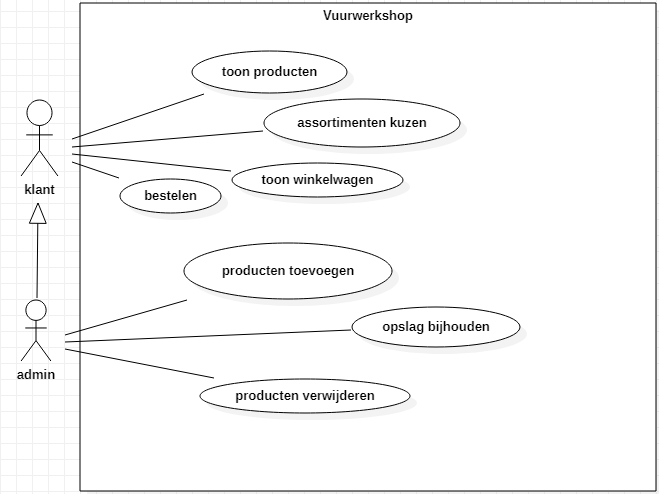 Vuurwerkshop
toon producten
assortimenten kuzen
toon winkelwagen
klant
bestelen
producten toevoegen
opslag bijhouden
admin
producten verwijderen